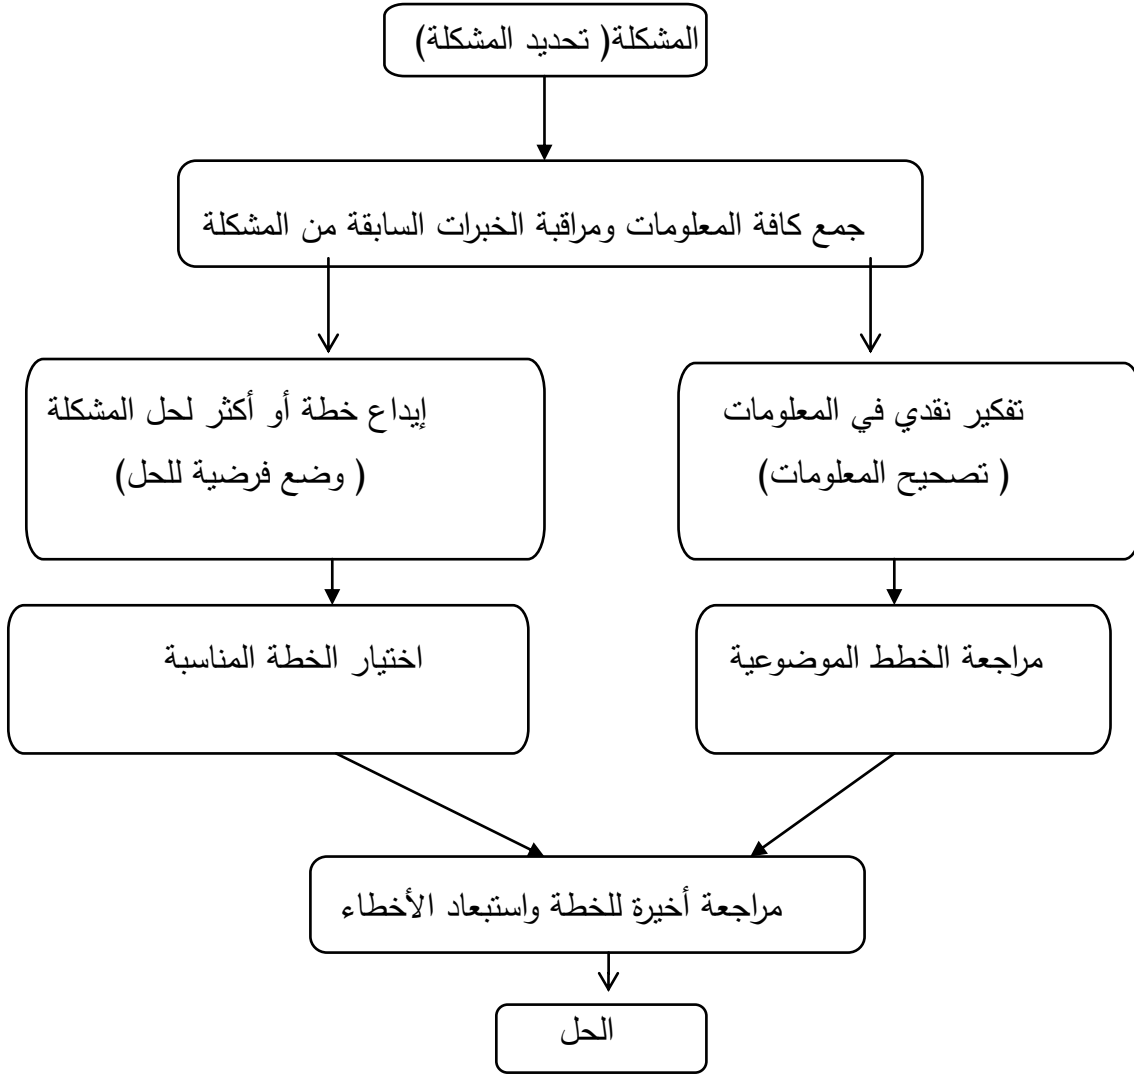 المشكلة( تحديد المشكلة)
جمع كافة المعلومات ومراقبة الخبرات السابقة من المشكلة
تفكير نقدي في المعلومات
( تصحيح المعلومات)
إيداع خطة أو أكثر لحل المشكلة
( وضع فرضية للحل)
مراجعة الخطط الموضوعية
اختيار الخطة المناسبة
مراجعة أخيرة للخطة واستبعاد الأخطاء
الحل